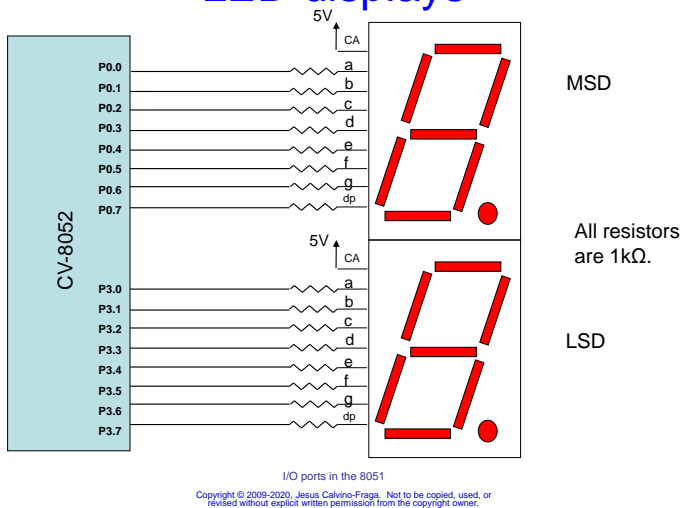 5V
CA
P0.0
a
P0.1
b
P0.2
c
P0.3
d
P0.4
e
P0.5
f
P0.6
g
P0.7
dp
MSD
CV-8052
All resistors
are 1kΩ.
5V
CA
P3.0
a
P3.1
b
P3.2
c
P3.3
d
P3.4
e
P3.5
f
P3.6
g
P3.7
dp
LSD
I/O ports in the 8051
Copyright © 2009-2020, Jesus Calvino-Fraga. Not to be copied, used, or
revised without explicit written permission from the copyright owner.